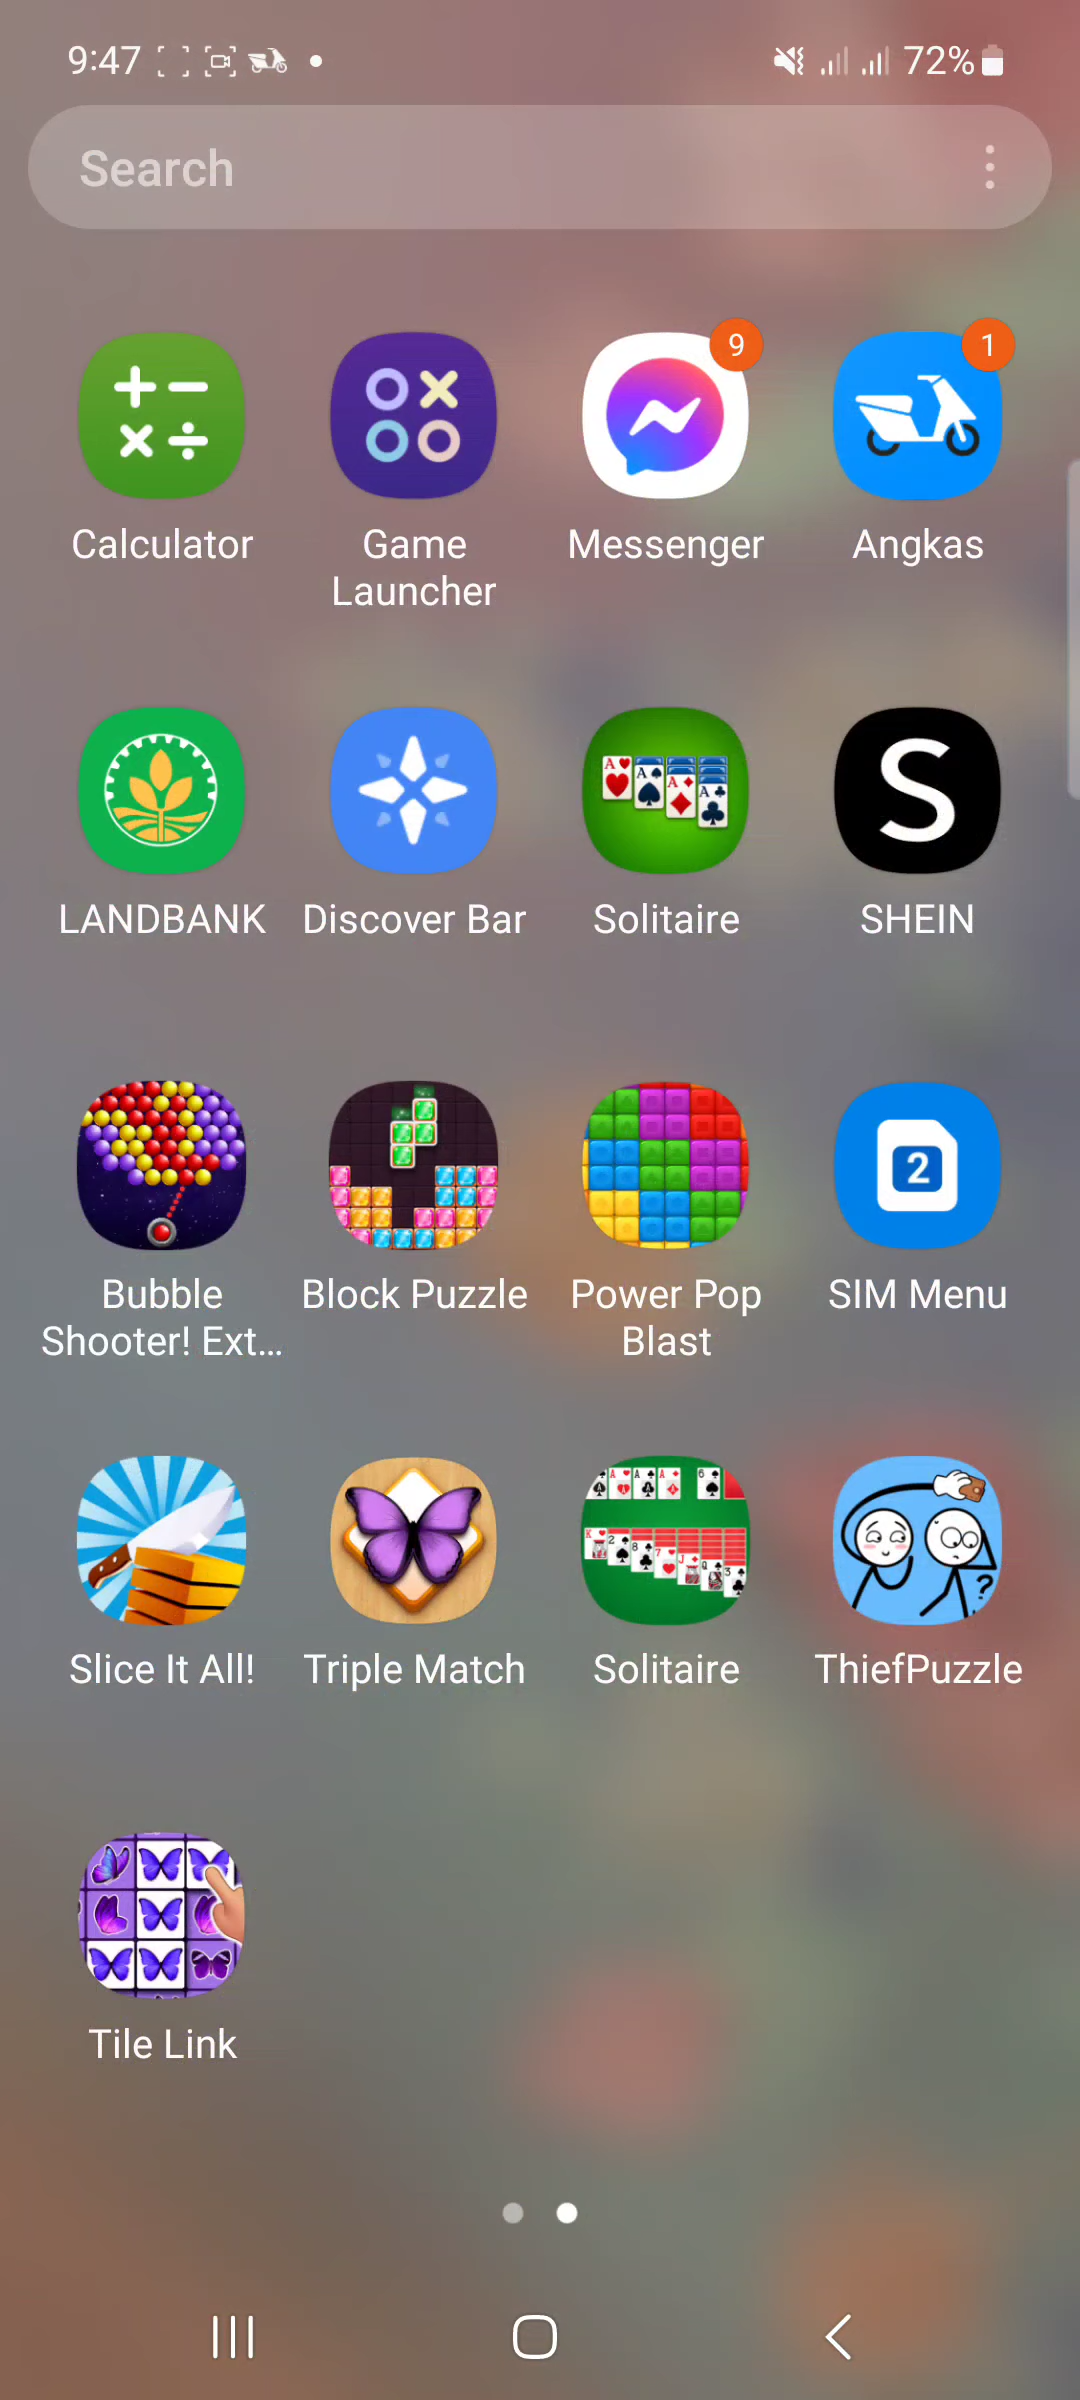 9:47
72%
Search
9
1
Calculator
Game
Launcher
Messenger
Angkas
LANDBANK
Discover Bar
Solitaire
S
SHEIN
2
Bubble
Shooter! Ext...
Block Puzzle
Power Pop
Blast
SIM Menu
Slice It All!
Triple Match
Solitaire
ThiefPuzzle
Tile Link